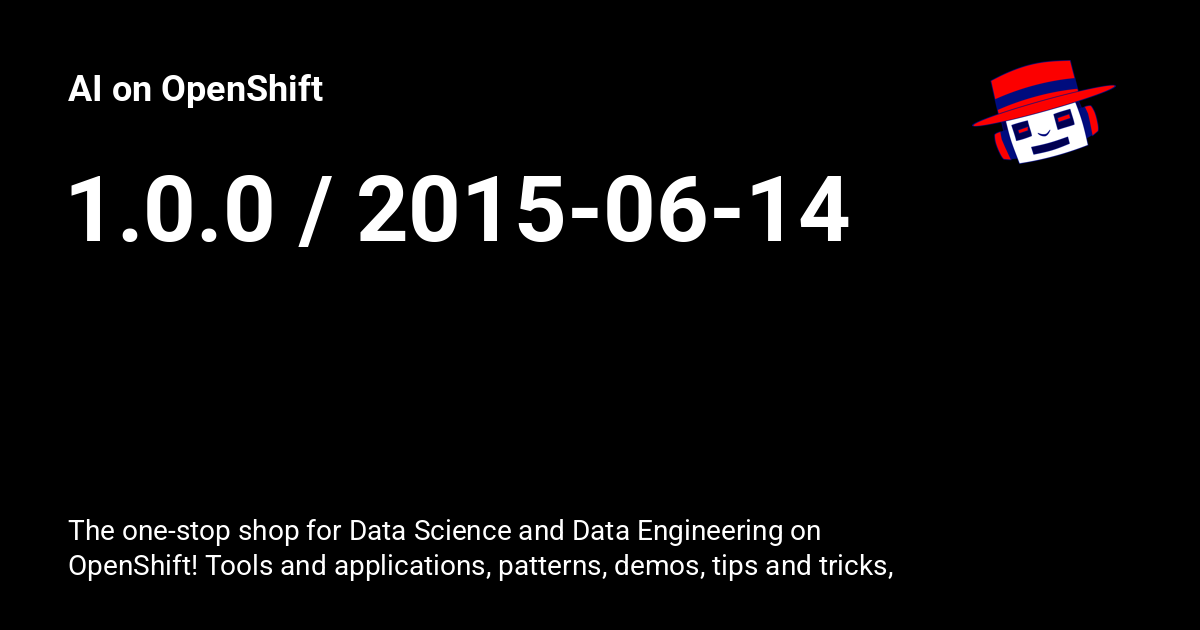 AI on OpenShift
1.0.0 / 2015-06-14
The one-stop shop for Data Science and Data Engineering on
OpenShift! Tools and applications, patterns, demos, tips and tricks,